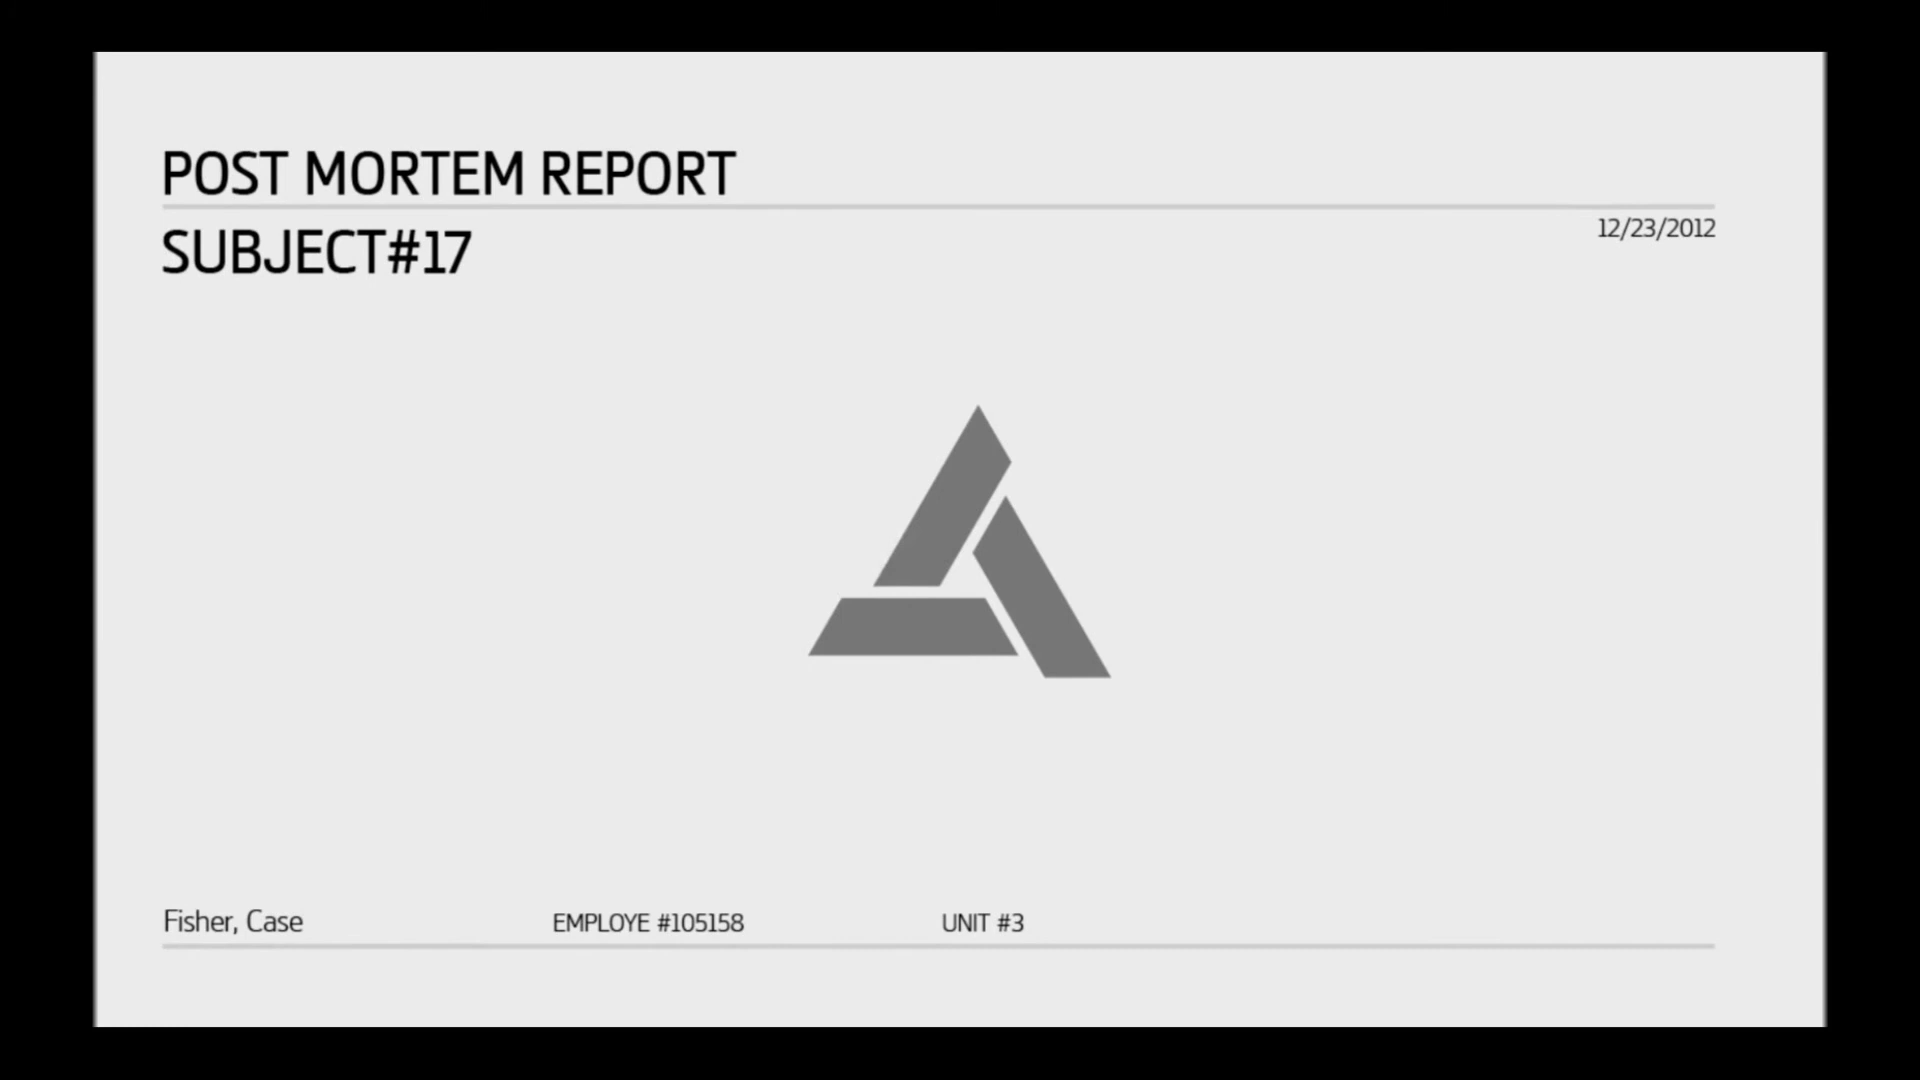 POST MORTEM REPORT
SUBJECT#17
12/23/2012
Fisher, Case
EMPLOYE #105158
UNIT #3